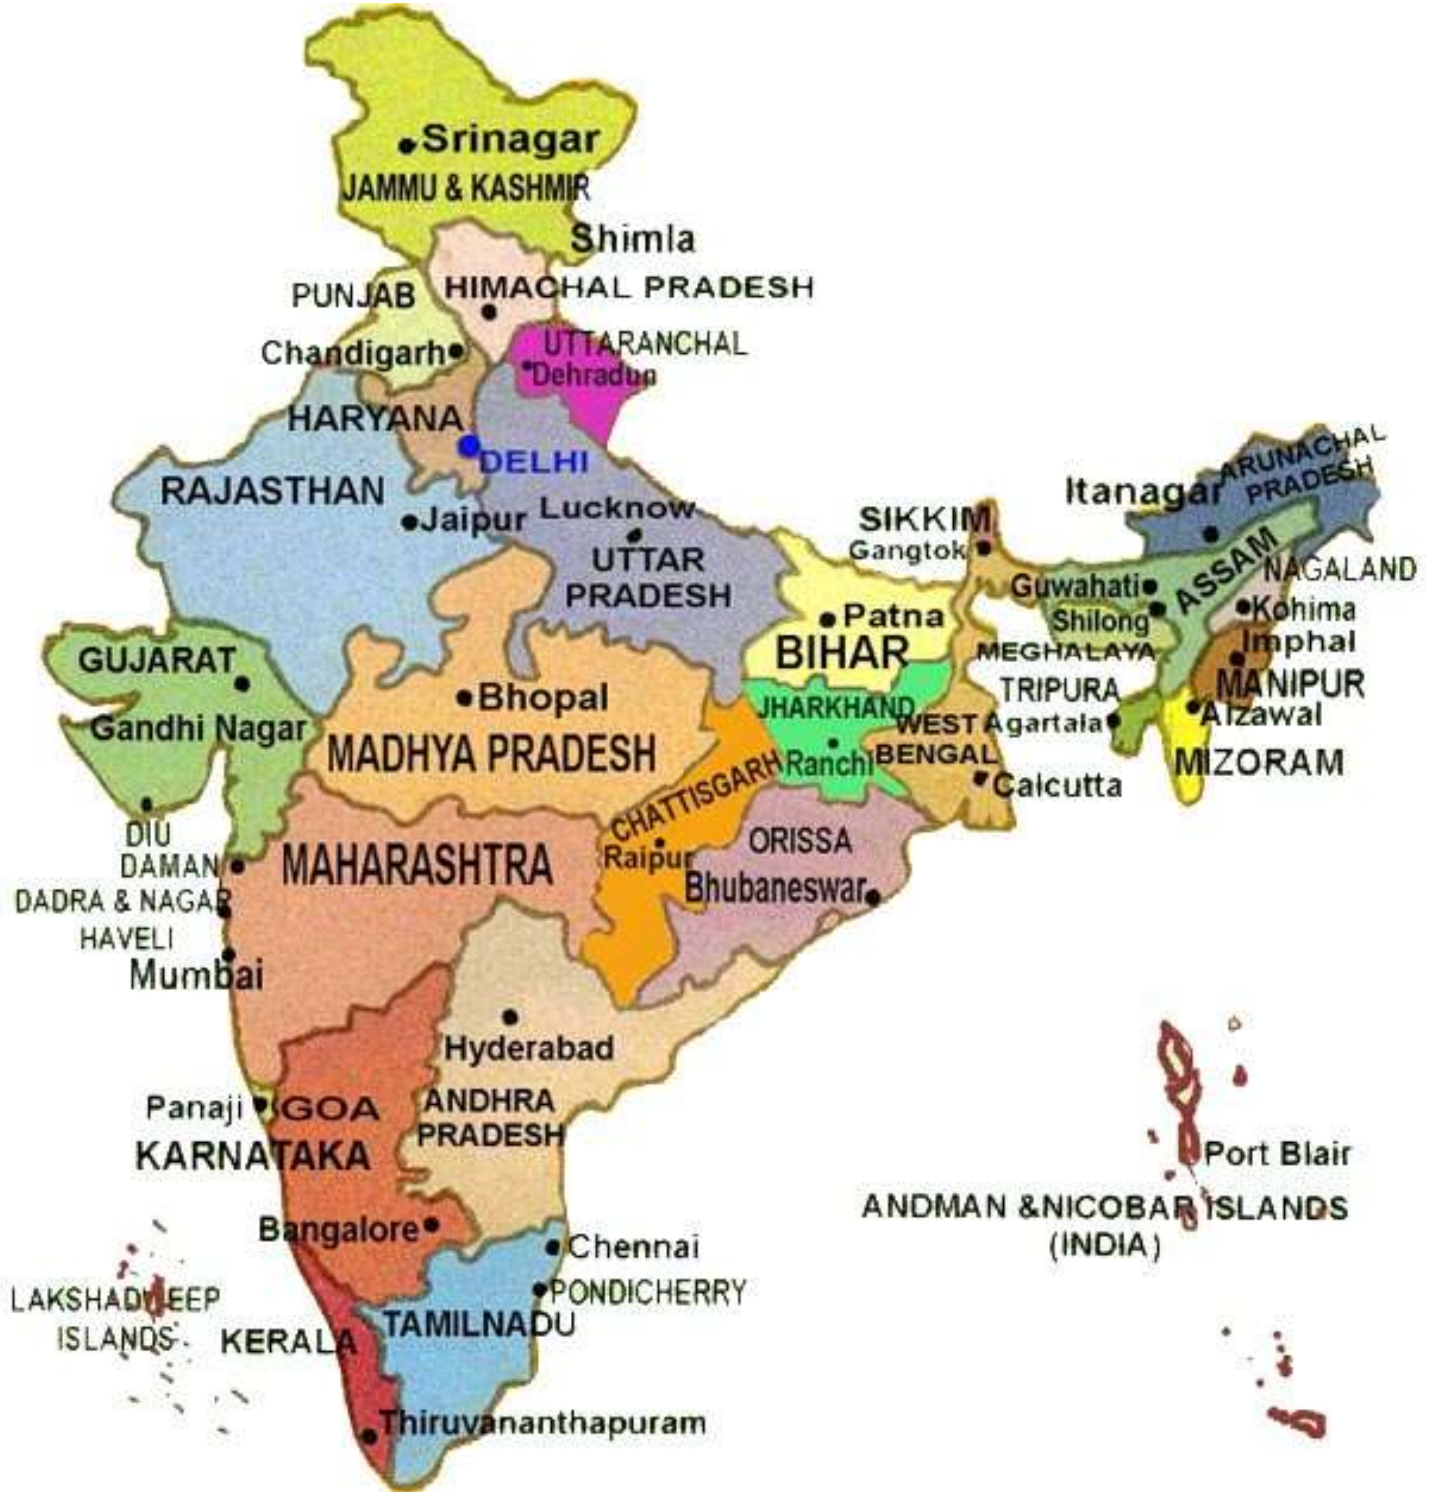 Srinagar
JAMMU & KASHMIR
Shimla
HIMACHAL PRADESH
PUNJAB
Chandigarh
UTTARANCHAL
Dehradun
HARYANA
DELHI
RAJASTHAN
Jaipur
Lucknow
UTTAR
PRADESH
ARUNACHAL
PRADESH
Itanagar
SIKKIM
Gangtok
ASSAM
Guwahati
NAGALAND
Shilong
Kohima
Patna
BIHAR
MEGHALAYA
Imphal
MANIPUR
TRIPURA
Agartala
Aizawal
MIZORAM
GUJARAT
Gandhi Nagar
Bhopal
MADHYA PRADESH
JHARKHAND
Ranchi
WEST
BENGAL
Calcutta
CHATTISGARH
Raipur
ORISSA
Bhubaneswar
DIU
DAMAN
DADRA & NAGAR
HAVELI
Mumbai
MAHARASHTRA
Hyderabad
ANDHRA
PRADESH
Panaji
GOA
KARNATAKA
Bangalore
Chennai
PONDICHERRY
TAMILNADU
LAKSHADWEEP
ISLANDS
KERALA
Thiruvananthapuram
Port Blair
ANDMAN &NICOBAR ISLANDS
(INDIA)